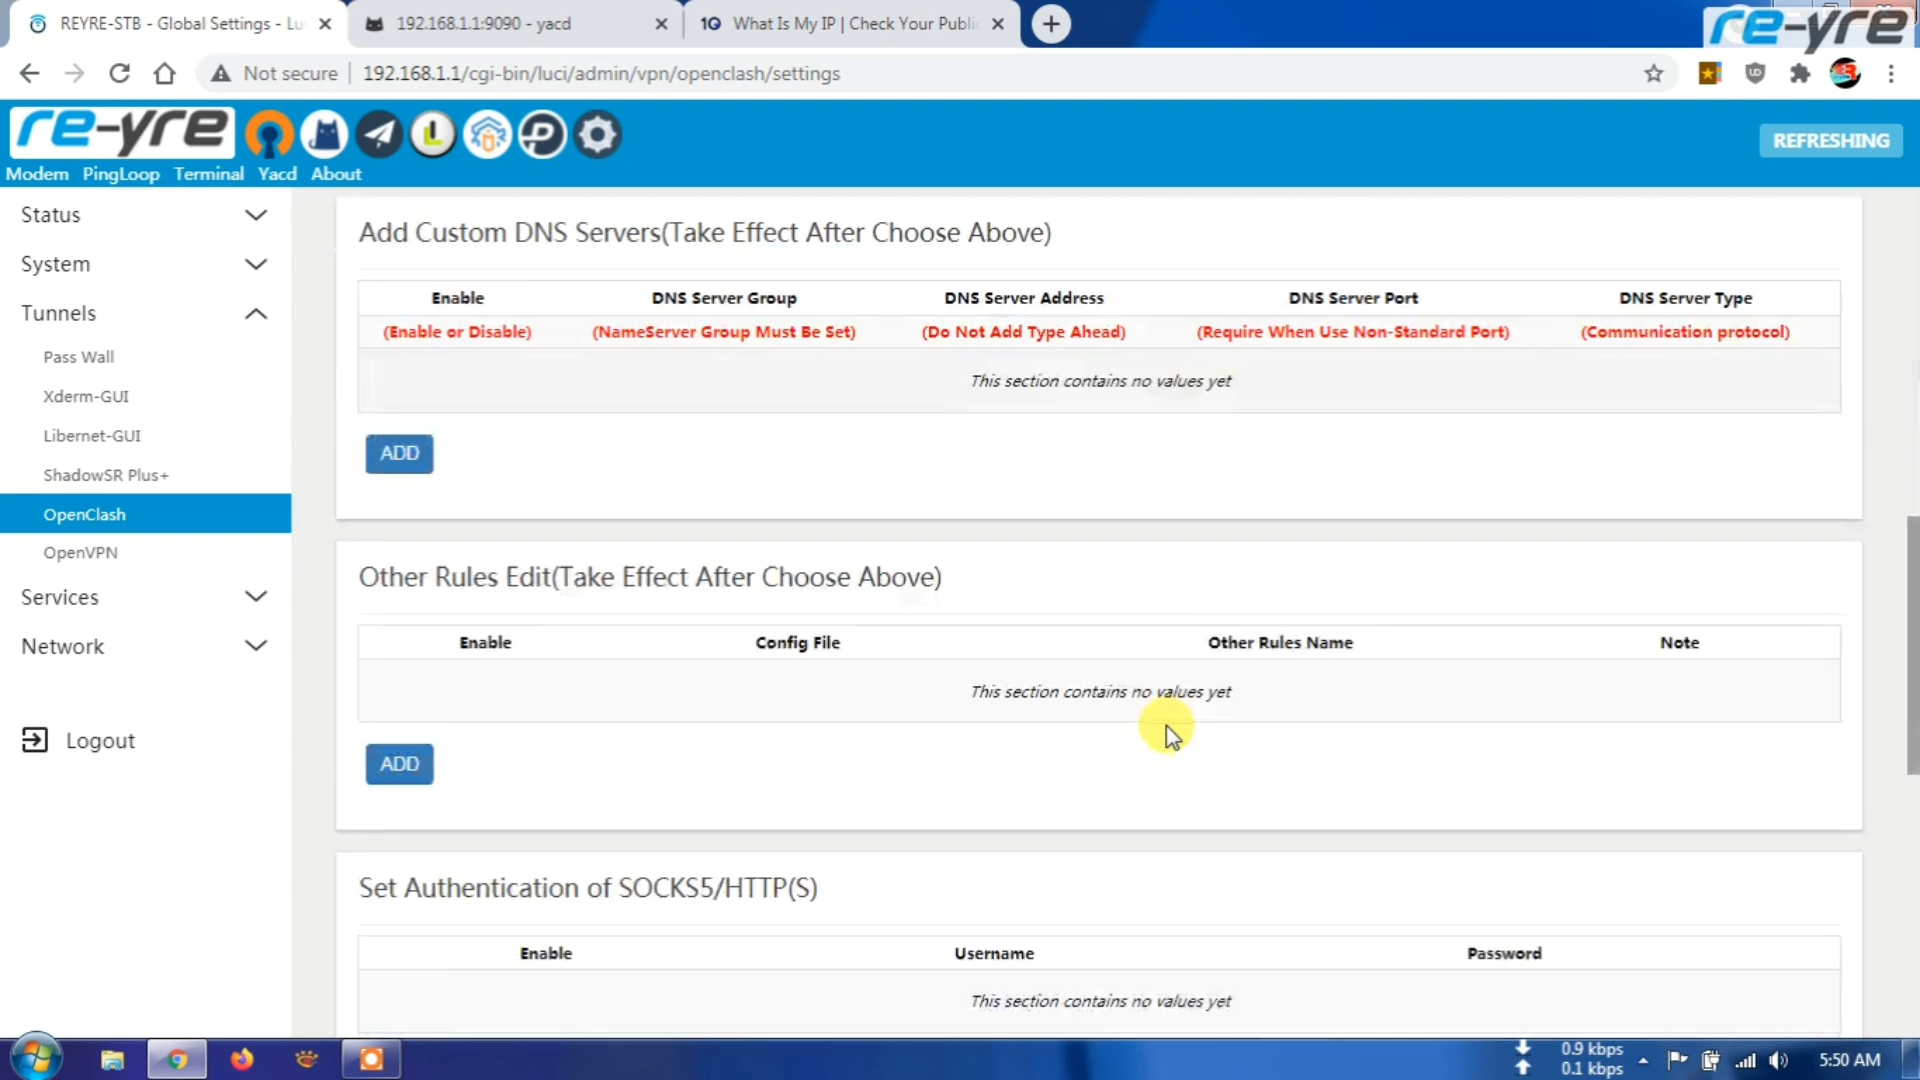 REYRE-STB - Global Settings - Lu
192.168.1.1:9090 - yacd
1Q What Is My IP | Check Your Publi
re-yre
Not secure | 192.168.1.1/cgi-bin/luci/admin/vpn/openclash/settings
re-yre
REFRESHING
Modem PingLoop Terminal Yacd About
Status
System
Tunnels
Pass Wall
Xderm-GUI
Libernet-GUI
ShadowSR Plus+
OpenClash
OpenVPN
Services
Network
Logout
Add Custom DNS Servers(Take Effect After Choose Above)
Enable DNS Server Group DNS Server Address DNS Server Port DNS Server Type
(Enable or Disable) (NameServer Group Must Be Set) (Do Not Add Type Ahead) (Require When Use Non-Standard Port) (Communication protocol)
This section contains no values yet
ADD
Other Rules Edit(Take Effect After Choose Above)
Enable Config File Other Rules Name Note
This section contains no values yet
ADD
Set Authentication of SOCKS5/HTTP(S)
Enable Username Password
This section contains no values yet
0.9 kbps
0.1 kbps
5:50 AM